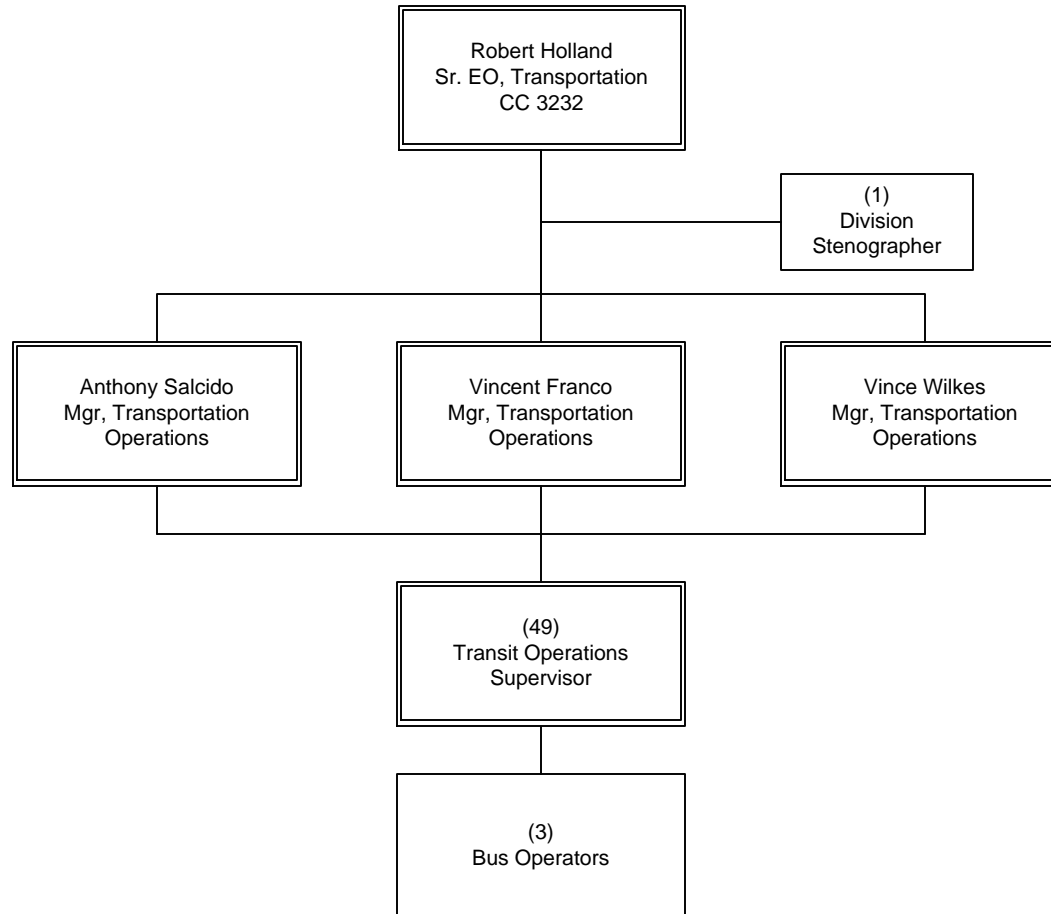 Robert Holland
Sr. EO, Transportation
CC 3232
(1)
Division
Stenographer
Anthony Salcido
Mgr, Transportation
Operations
Vincent Franco
Mgr, Transportation
Operations
Vince Wilkes
Mgr, Transportation
Operations
(49)
Transit Operations
Supervisor
(3)
Bus Operators